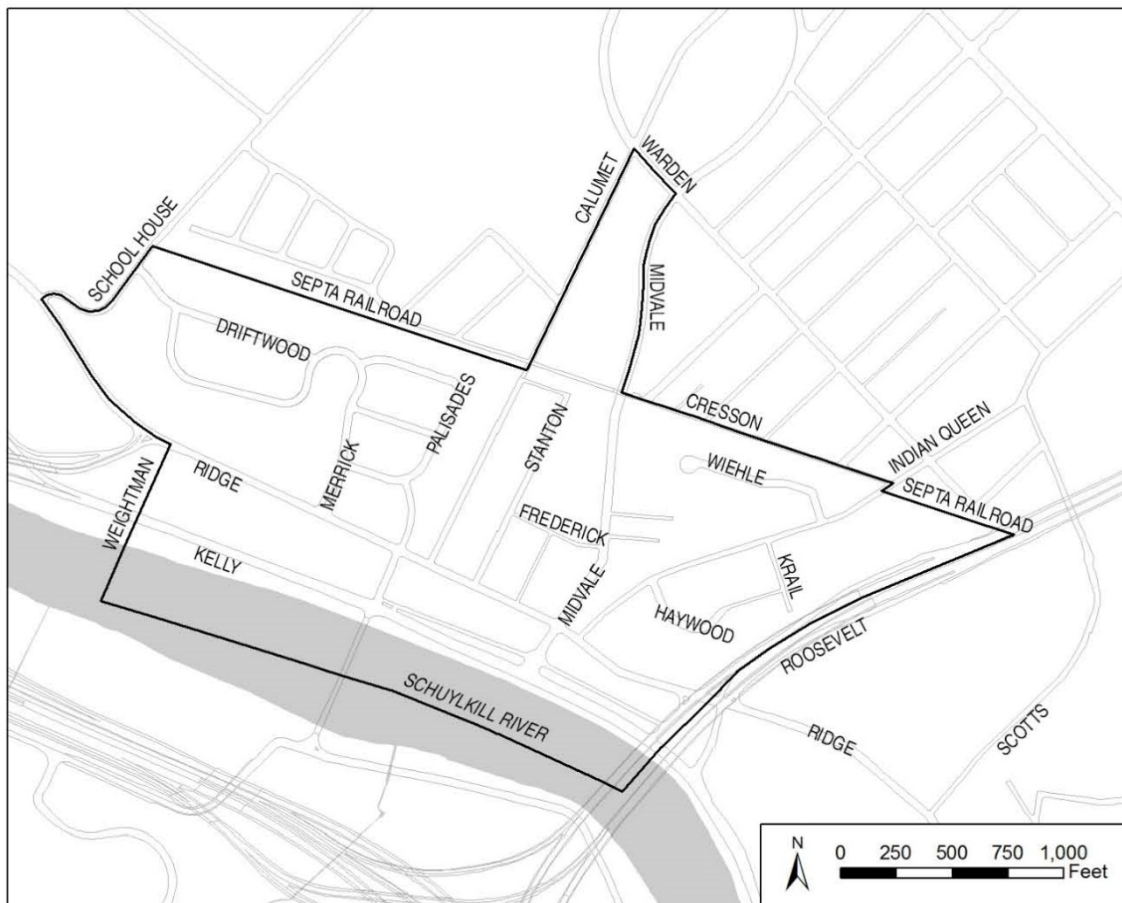 WARDEN
CALUMET
SCHOOL HOUSE
SEPTA RAILROAD
MIDVALE
DRIFTWOOD
PALISADES
CRESSON
STANTON
INDIAN QUEEN
WIEHLE
SEPTA RAILROAD
RIDGE
MERRICK
WEIGHTMAN
FREDERICK
KELLY
KRAIL
MIDVALE
HAYWOOD
ROOSEVELT
SCHUYLKILL RIVER
RIDGE
SCOTTS
N
0 250 500 750 1,000
Feet